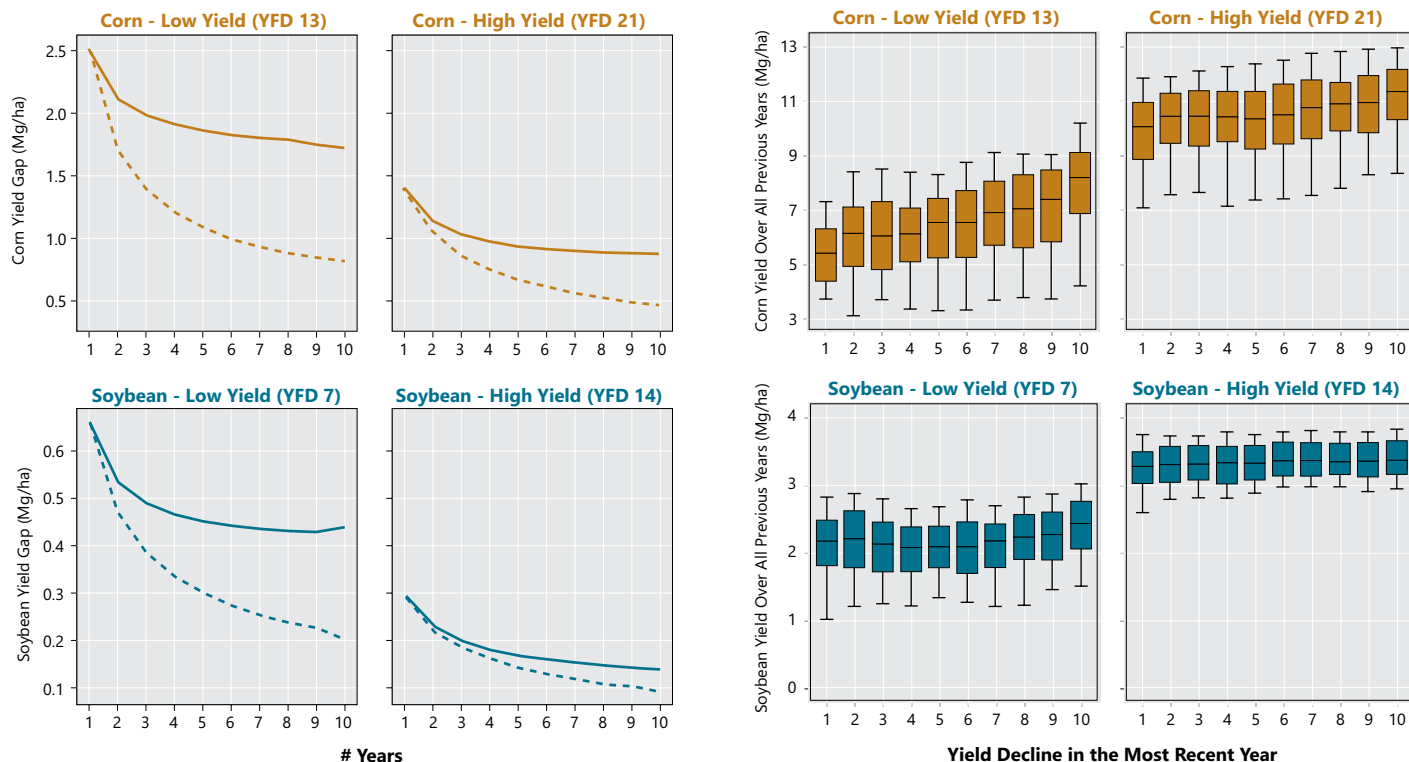 Corn - Low Yield (YFD 13)
Corn - High Yield (YFD 21)
Corn Yield Gap (Mg/ha)
2.5
2.0
1.5
1.0
0.5
1 2 3 4 5 6 7 8 9 10
1 2 3 4 5 6 7 8 9 10
Soybean - Low Yield (YFD 7)
Soybean - High Yield (YFD 14)
Soybean Yield Gap (Mg/ha)
0.6
0.5
0.4
0.3
0.2
0.1
1 2 3 4 5 6 7 8 9 10
1 2 3 4 5 6 7 8 9 10
# Years
Corn - Low Yield (YFD 13)
Corn - High Yield (YFD 21)
Corn Yield Over All Previous Years (Mg/ha)
13
11
9
7
5
3
1 2 3 4 5 6 7 8 9 10
1 2 3 4 5 6 7 8 9 10
Soybean - Low Yield (YFD 7)
Soybean - High Yield (YFD 14)
Soybean Yield Over All Previous Years (Mg/ha)
4
3
2
1
0
1 2 3 4 5 6 7 8 9 10
1 2 3 4 5 6 7 8 9 10
Yield Decline in the Most Recent Year